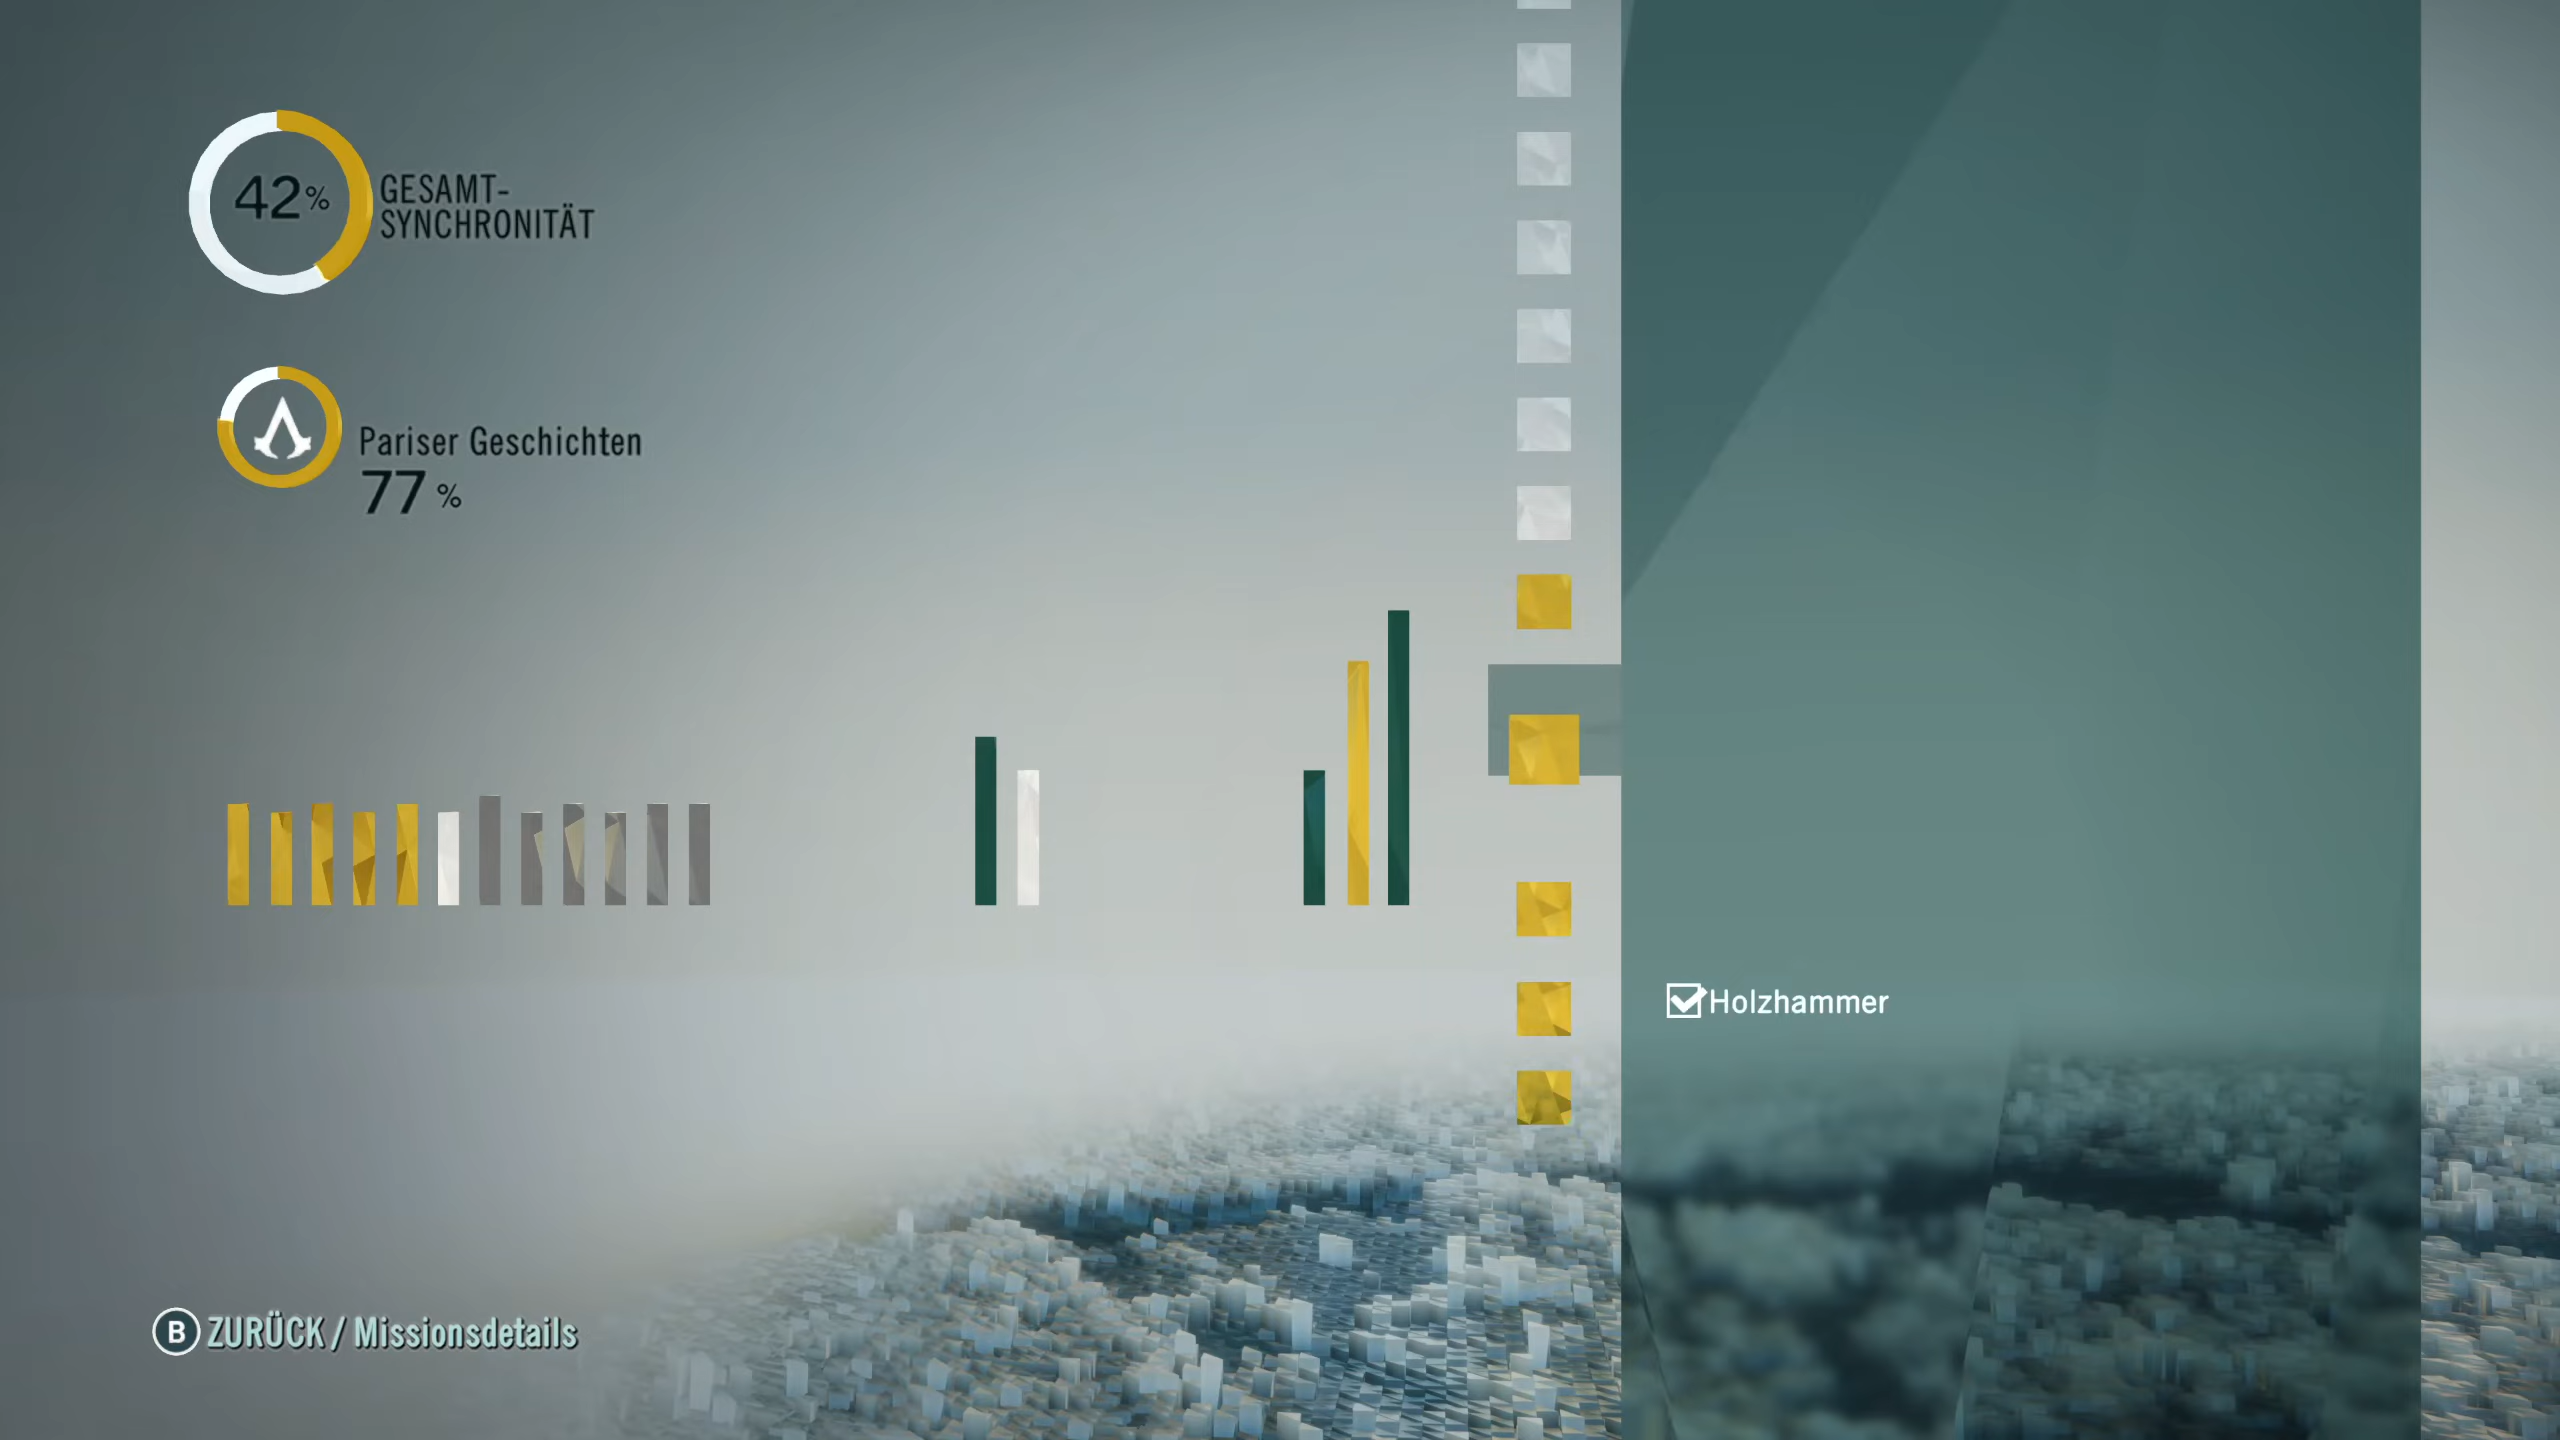 42%
GESAMT-
SYNCHRONITÄT
Pariser Geschichten
77 %
Holzhammer
B ZURÜCK / Missionsdetails